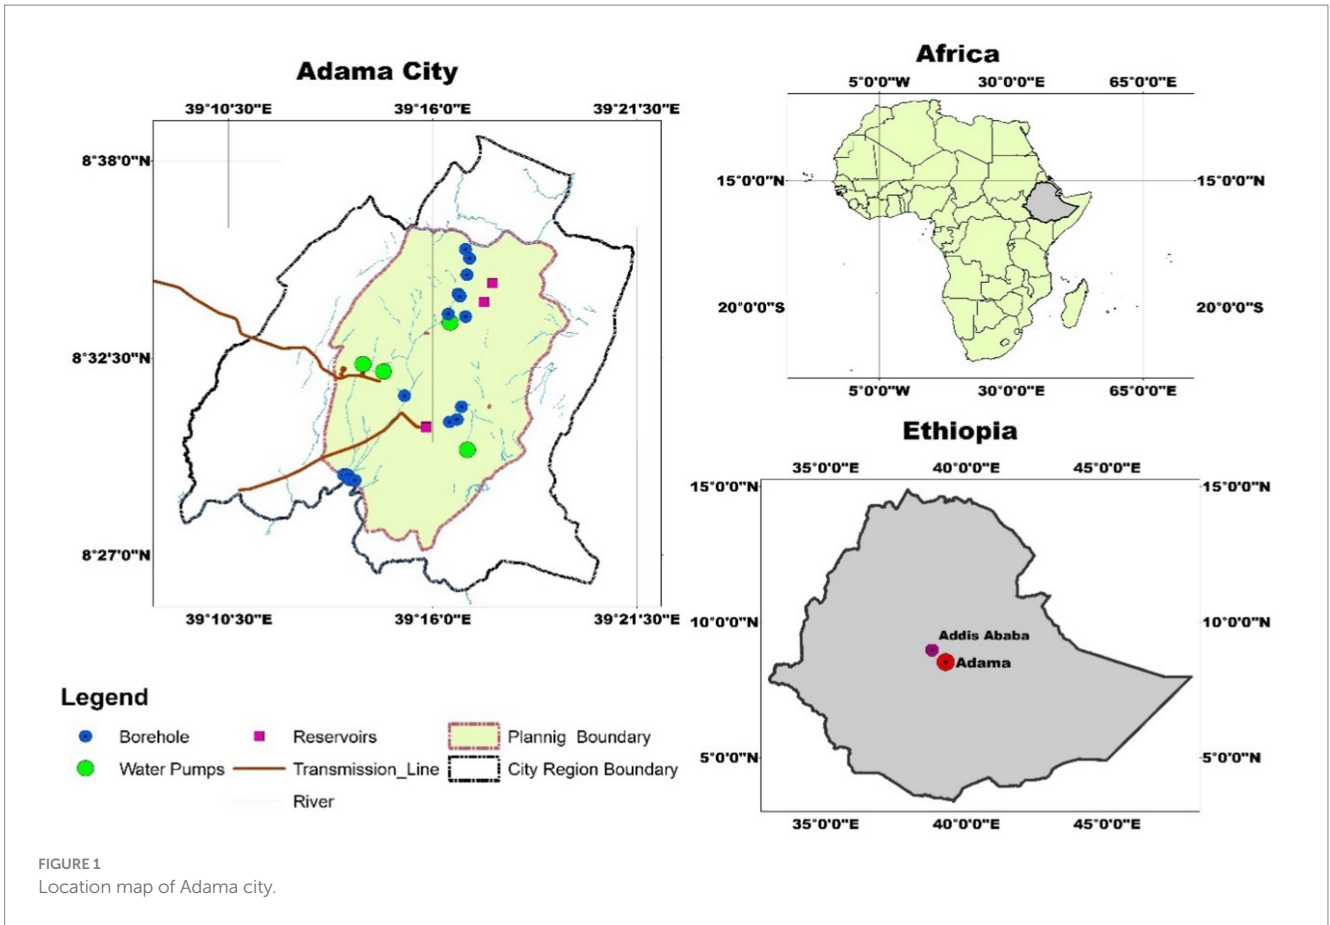 Adama City
39°10'30"E 39°16'0"E 39°21'30"E
8°38'0"N
8°32'30"N
8°27'0"N
39°10'30"E 39°16'0"E 39°21'30"E
Africa
5°0'0"W 30°0'0"E 65°0'0"E
15°0'0"N 15°0'0"N
20°0'0"S 20°0'0"S
5°0'0"W 30°0'0"E 65°0'0"E
Ethiopia
35°0'0"E 40°0'0"E 45°0'0"E
15°0'0"N 15°0'0"N
10°0'0"N 10°0'0"N
Addis Ababa
Adama
5°0'0"N 5°0'0"N
35°0'0"E 40°0'0"E 45°0'0"E
Legend
Borehole Reservoirs Plannig Boundary
Water Pumps Transmission_Line City Region Boundary
River
FIGURE 1
Location map of Adama city.